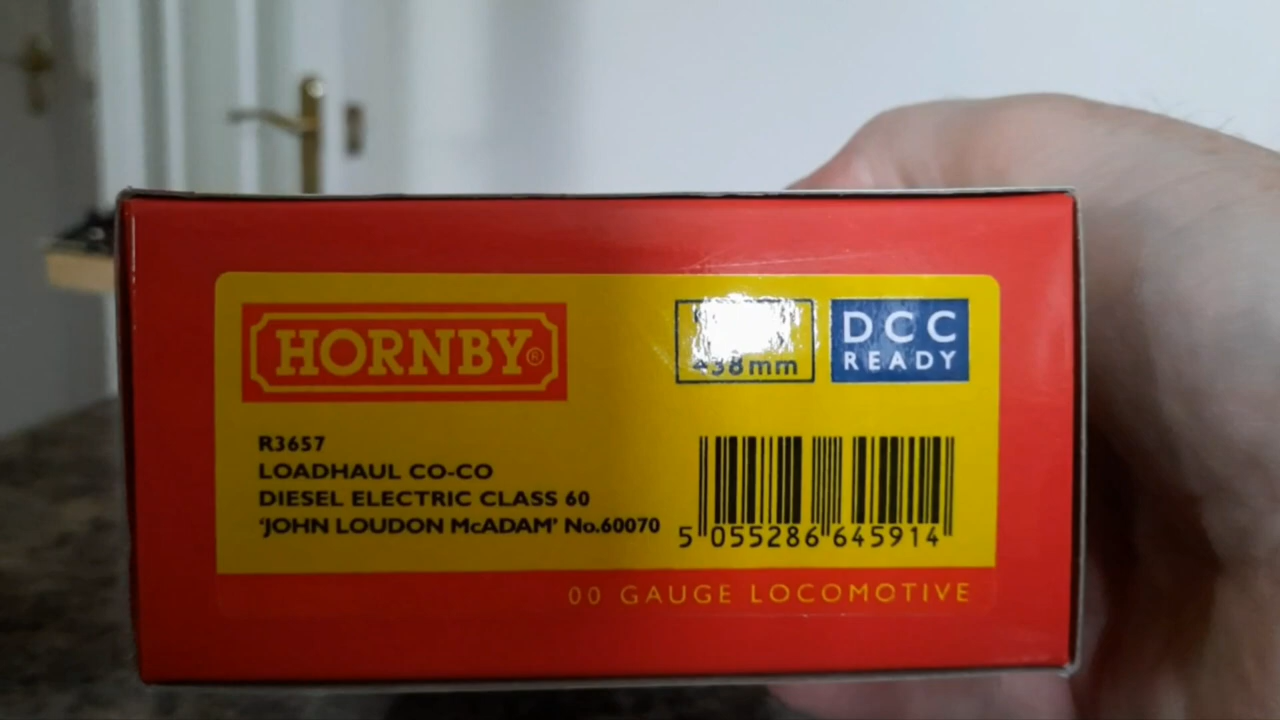 HORNBY®
438mm
DCC
READY
R3657
LOADHAUL CO-CO
DIESEL ELECTRIC CLASS 60
'JOHN LOUDON McADAM' No.60070
5 055286 645914
00 GAUGE LOCOMOTIVE